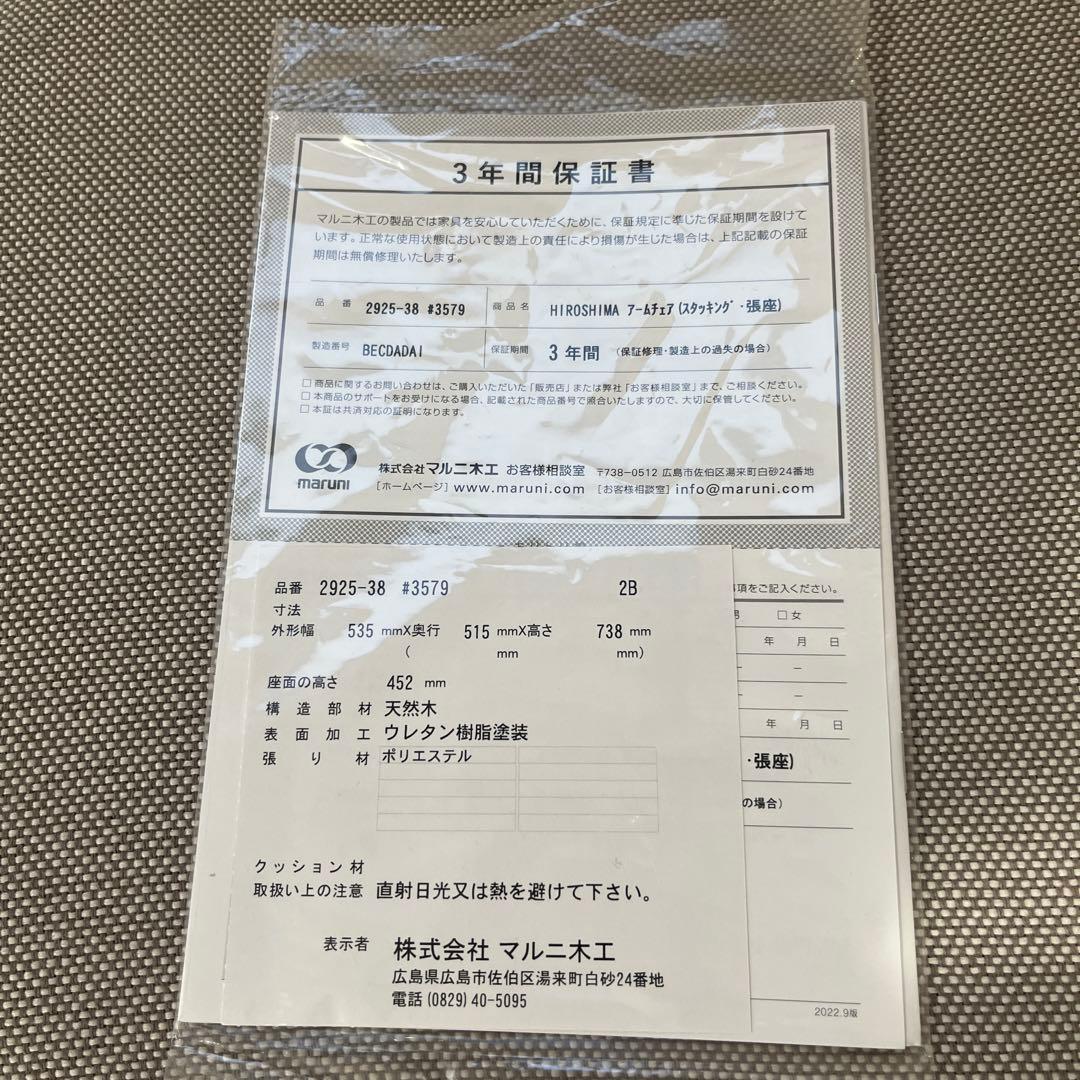 3年間保証書
マルニ木工の製品では家具を安心していただくために、保証規定に準じた保証期間を設けて
います。正常な使用状態において製造上の責任により損傷が生じた場合は、上記記載の保証
期間は無償修理いたします。
品番 2925-38 #3579 商品名 HIROSHIMA アームチェア(スタッキング・張座)
製造番号 BECDADAI 保証期間 3年間 (保証修理・製造上の過失の場合)
□商品に関するお問い合わせは、ご購入いただいた「販売店」または弊社「お客様相談室」まで、ご相談ください。
□本商品のサポートをお受けになる場合、記載された商品番号で照合いたしますので、大切に保管してください。
□本証は共済対応の証明になります。
maruni
株式会社マルニ木工 お客様相談室 〒738-0512 広島市佐伯区湯来町白砂24番地
[ホームページ] www.maruni.com [お客様相談室] info@maruni.com
品番 2925-38 #3579 2B
寸法
外形幅 535 mmX奥行 515 mmX高さ 738 mm
( mm mm)
座面の高さ 452 mm
構造部材 天然木
表面加工 ウレタン樹脂塗装
張り材 ポリエステル
クッション材
取扱い上の注意 直射日光又は熱を避けて下さい。
表示者 株式会社 マルニ木工
広島県広島市佐伯区湯来町白砂24番地
電話(0829)40-5095
項をご記入ください。
□女
年 月 日
年 月 日
・張座)
の場合)
2022.9版